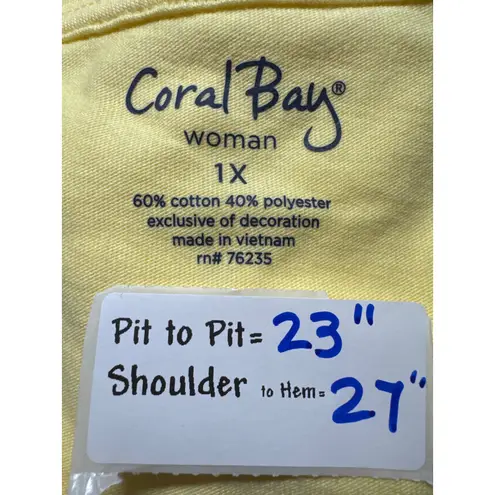 Coral Bay®
woman
1X
60% cotton 40% polyester
exclusive of decoration
made in vietnam
rn# 76235
Pit to Pit= 23"
Shoulder to Hem= 27"